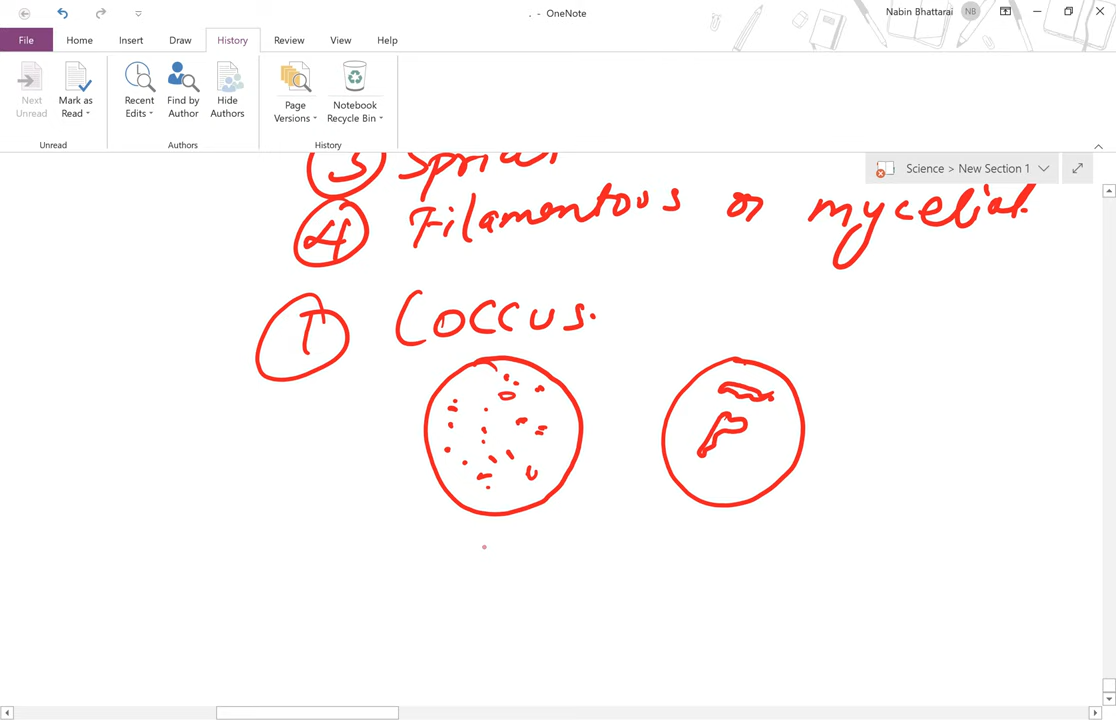 . - OneNote
Nabin Bhattarai NB
File Home Insert Draw History Review View Help
Next Unread
Mark as Read
Recent Edits
Find by Author
Hide Authors
Page Versions
Notebook Recycle Bin
Unread Authors History
Science > New Section 1
3
4 Filamentous or mycelial.
1 Coccus.